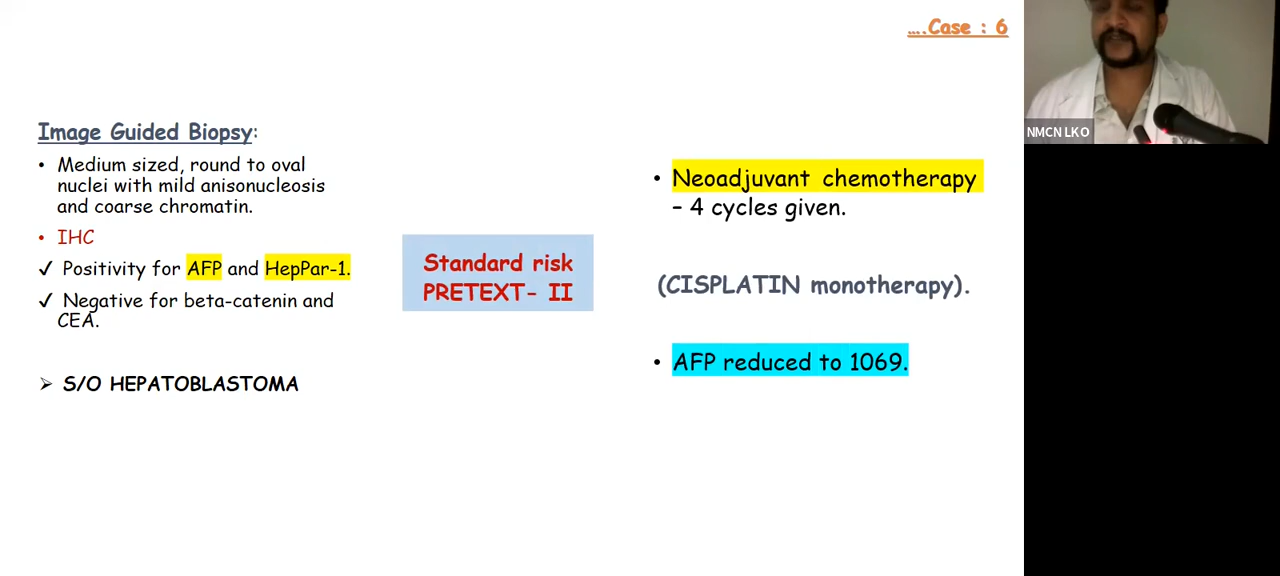 ….Case : 6
Image Guided Biopsy:
• Medium sized, round to oval
nuclei with mild anisonucleosis
and coarse chromatin.
• IHC
✓ Positivity for AFP and HepPar-1.
✓ Negative for beta-catenin and
CEA.
➢ S/O HEPATOBLASTOMA
Standard risk
PRETEXT- II
• Neoadjuvant chemotherapy
– 4 cycles given.
(CISPLATIN monotherapy).
• AFP reduced to 1069.
NMCN LKO